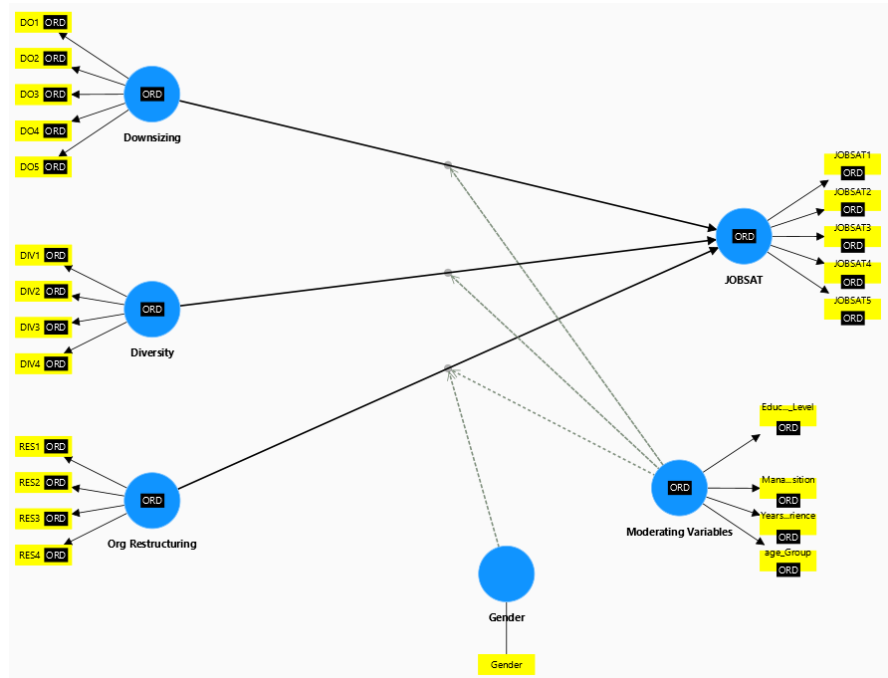 DO1 ORD
DO2 ORD
DO3 ORD
DO4 ORD
DO5 ORD
ORD
Downsizing
DIV1 ORD
DIV2 ORD
DIV3 ORD
DIV4 ORD
ORD
Diversity
RES1 ORD
RES2 ORD
RES3 ORD
RES4 ORD
ORD
Org Restructuring
JOBSAT1
ORD
JOBSAT2
ORD
JOBSAT3
ORD
JOBSAT4
ORD
JOBSAT5
ORD
ORD
JOBSAT
Educ..._Level
ORD
Mana...sition
ORD
Years...rience
ORD
age_Group
ORD
ORD
Moderating Variables
Gender
Gender